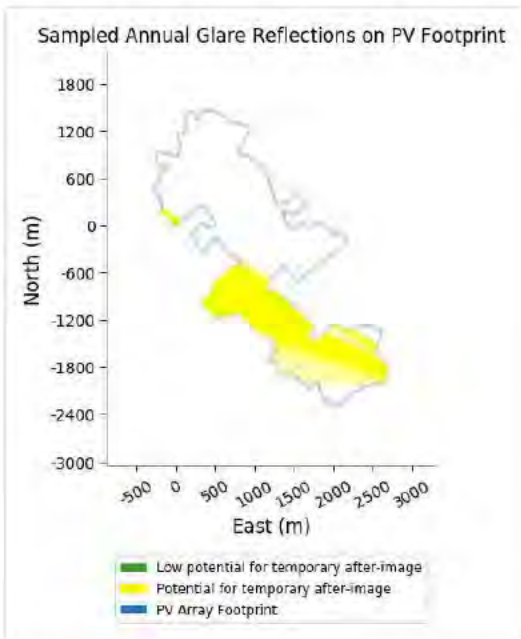 Sampled Annual Glare Reflections on PV Footprint
1800
1200
600
0
-600
-1200
-1800
-2400
-3000
North (m)
-500
0
500
1000
1500
2000
2500
3000
East (m)
Low potential for temporary after-image
Potential for temporary after-image
PV Array Footprint